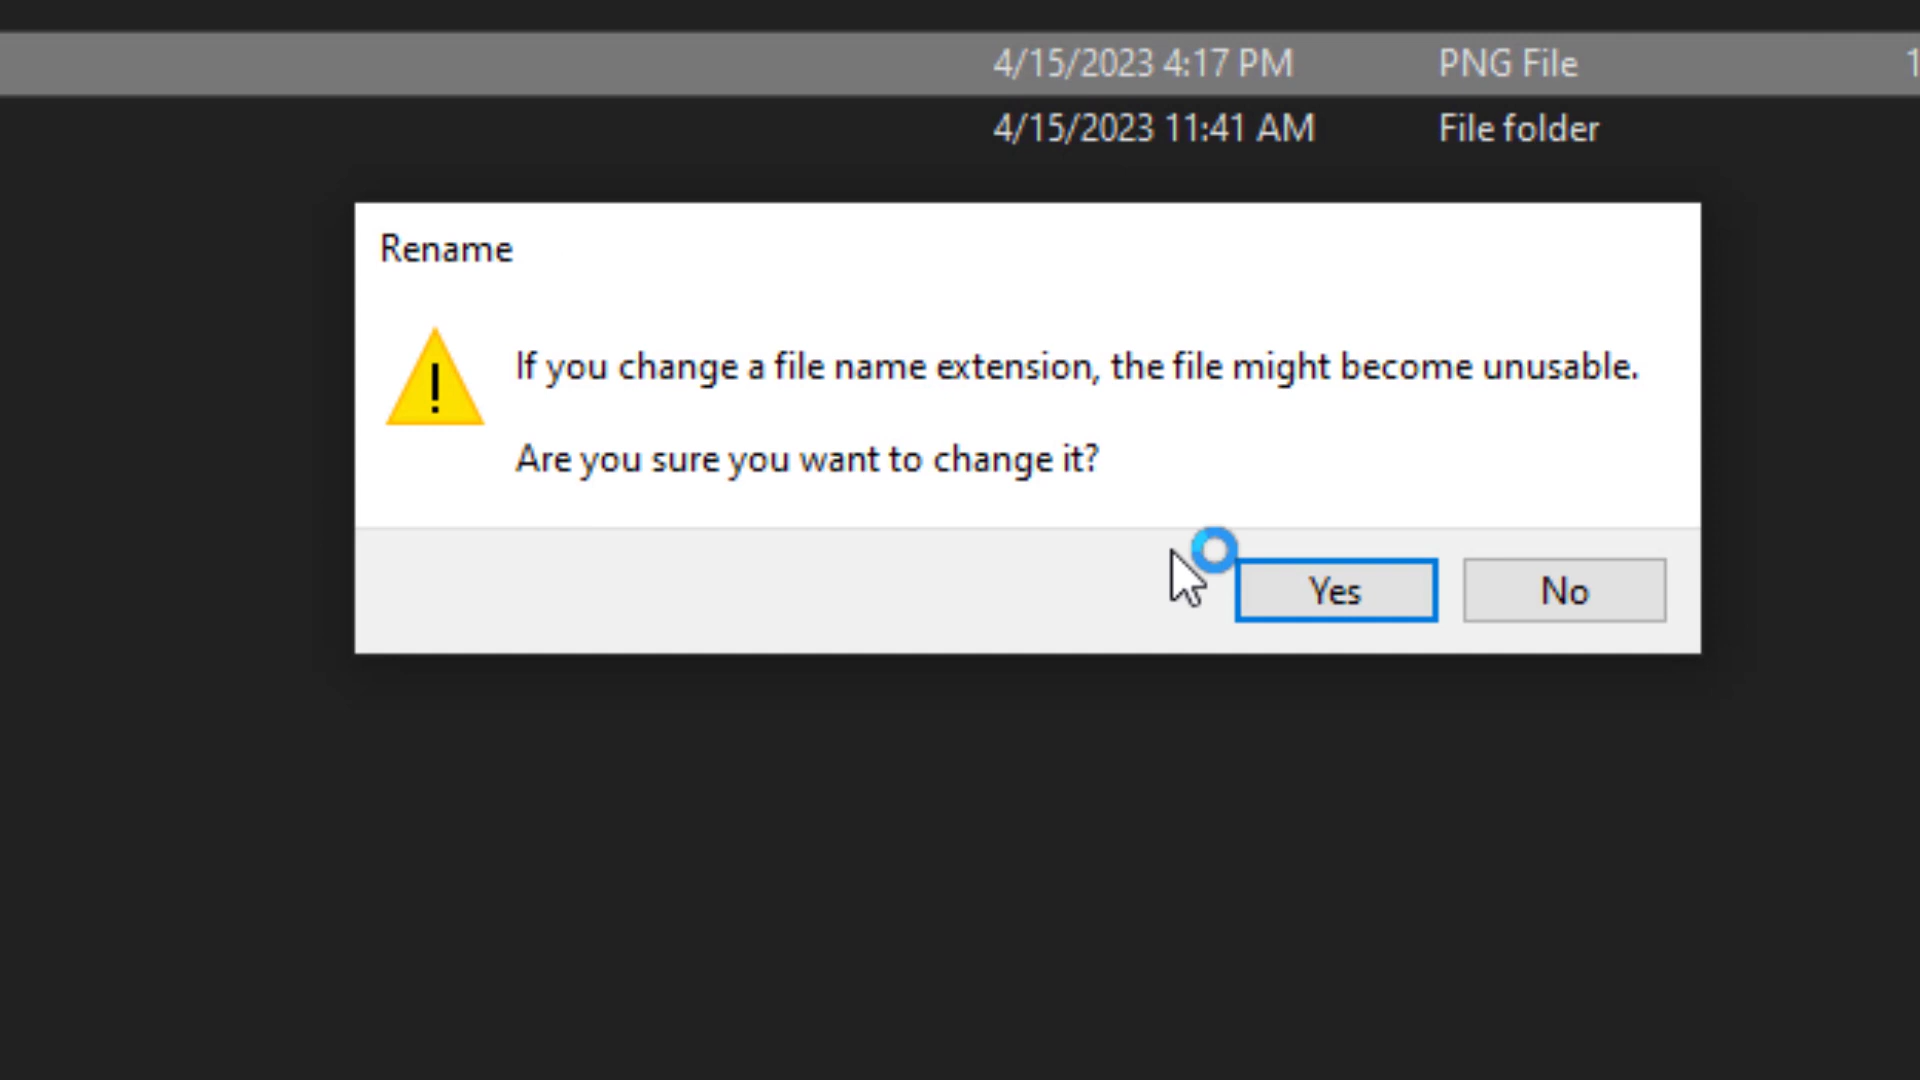 4/15/2023 4:17 PM PNG File 1
4/15/2023 11:41 AM File folder
Rename
If you change a file name extension, the file might become unusable.
Are you sure you want to change it?
Yes No